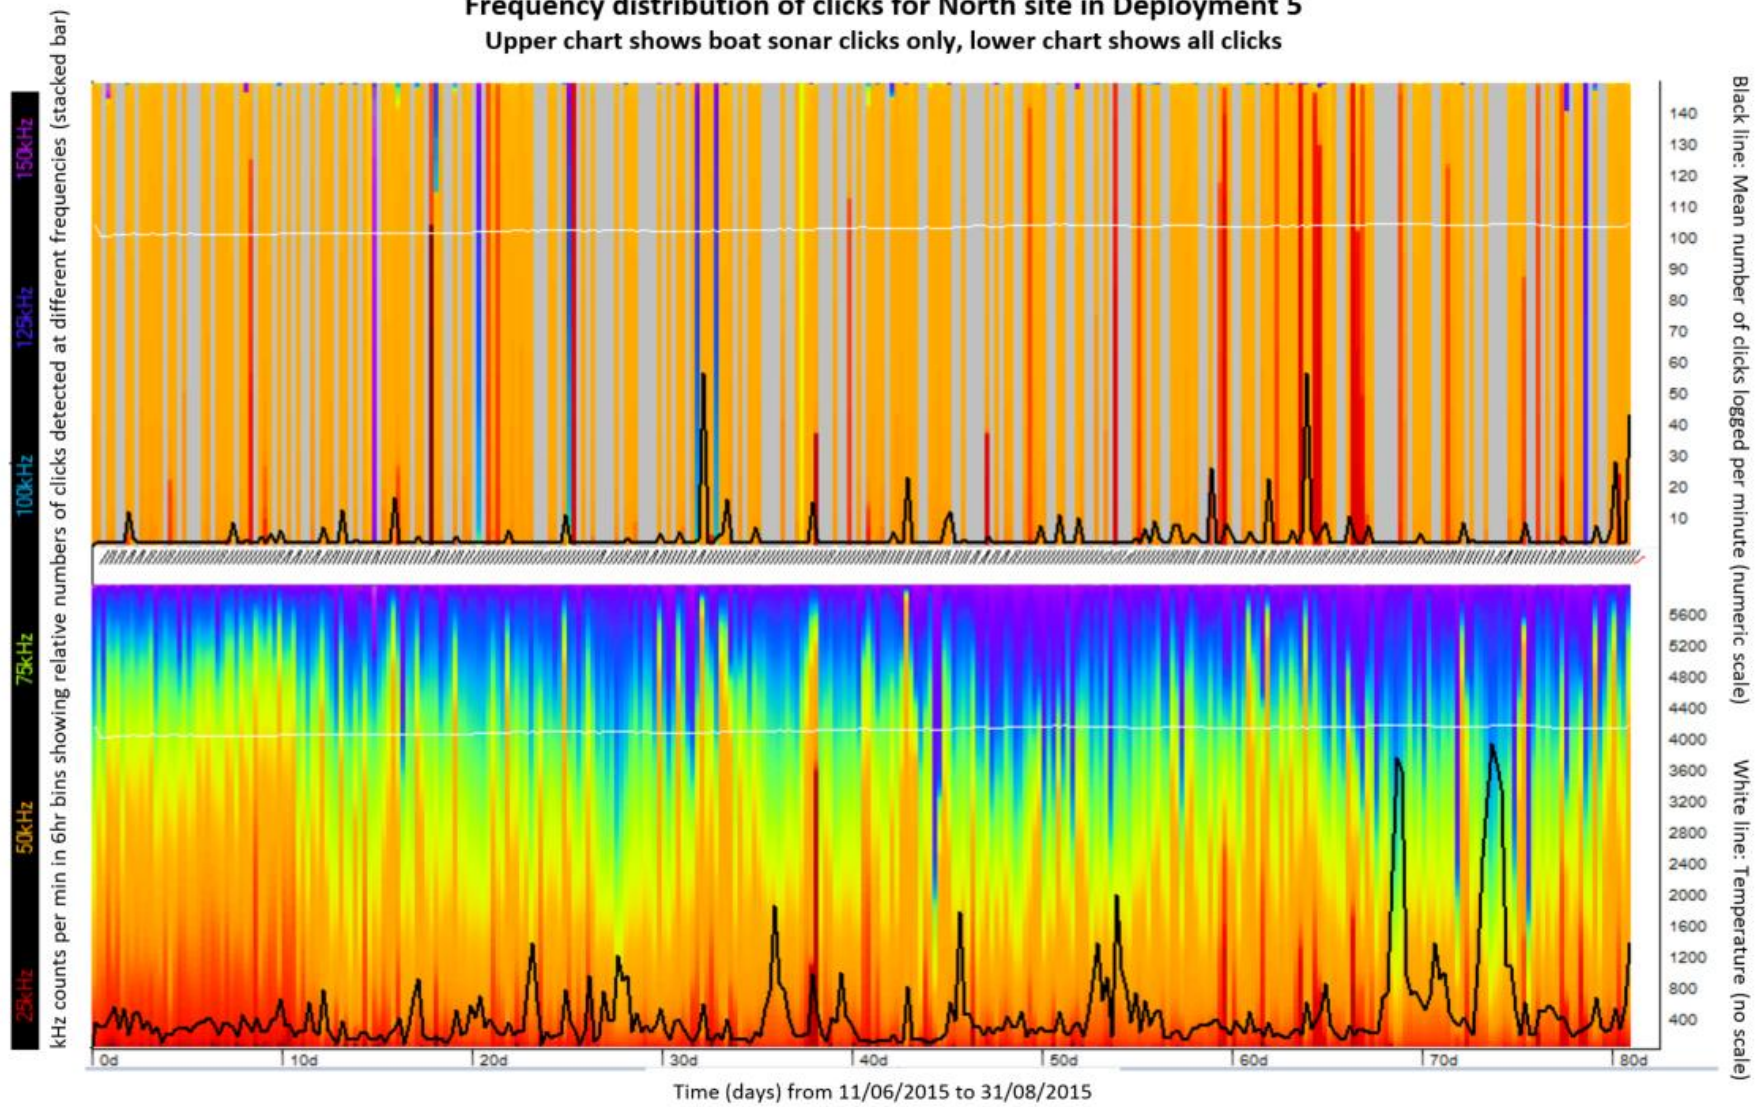 Frequency distribution of clicks for North site in Deployment 5
Upper chart shows boat sonar clicks only, lower chart shows all clicks
kHz counts per min in 6hr bins showing relative numbers of clicks detected at different frequencies (stacked bar)
150kHz
125kHz
100kHz
75kHz
50kHz
25kHz
140
130
120
110
100
90
80
70
60
50
40
30
20
10
5600
5200
4800
4400
4000
3600
3200
2800
2400
2000
1600
1200
800
400
Black line: Mean number of clicks logged per minute (numeric scale)
White line: Temperature (no scale)
0d 10d 20d 30d 40d 50d 60d 70d 80d
Time (days) from 11/06/2015 to 31/08/2015